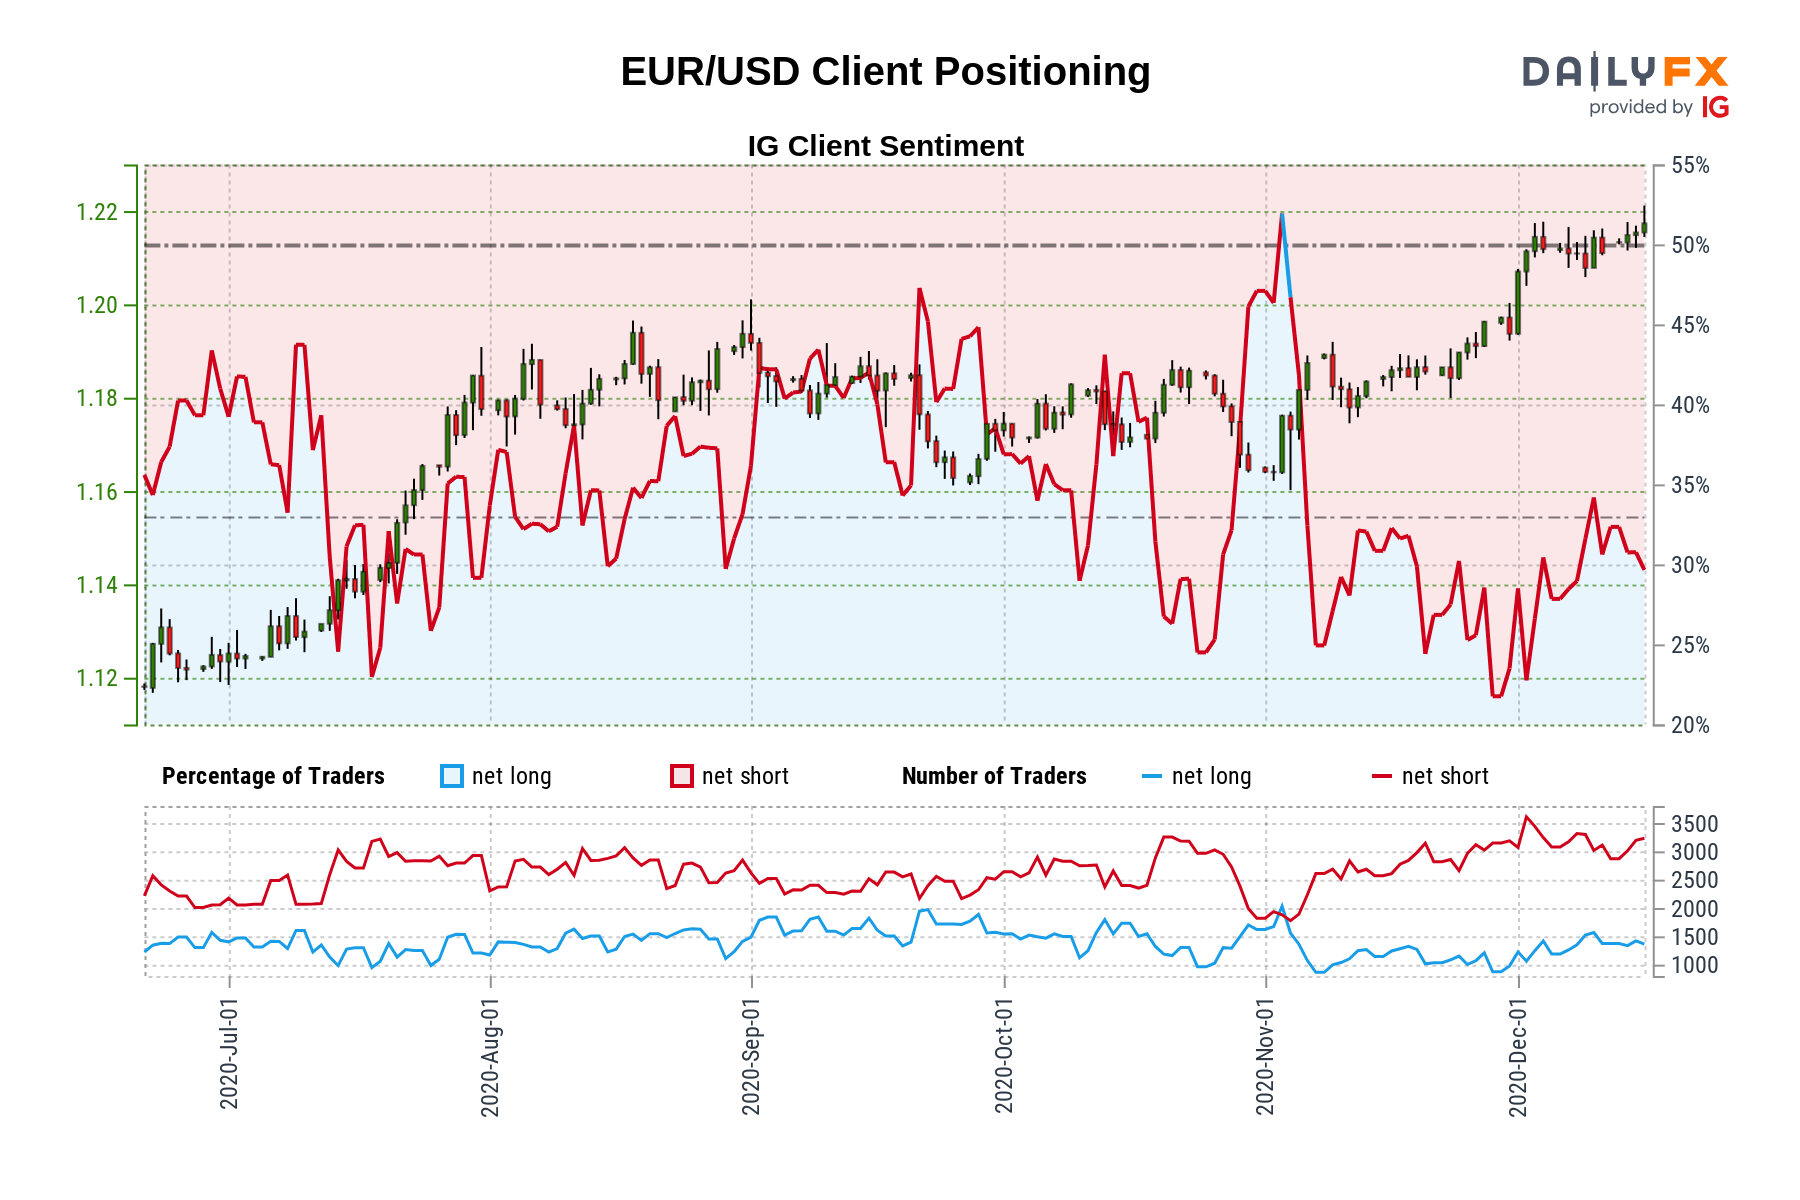 EUR/USD Client Positioning
DAILYFX
provided by IG
IG Client Sentiment
1.22
1.20
1.18
1.16
1.14
1.12
55%
50%
45%
40%
35%
30%
25%
20%
Percentage of Traders net long net short Number of Traders net long net short
3500
3000
2500
2000
1500
1000
2020-Jul-01
2020-Aug-01
2020-Sep-01
2020-Oct-01
2020-Nov-01
2020-Dec-01